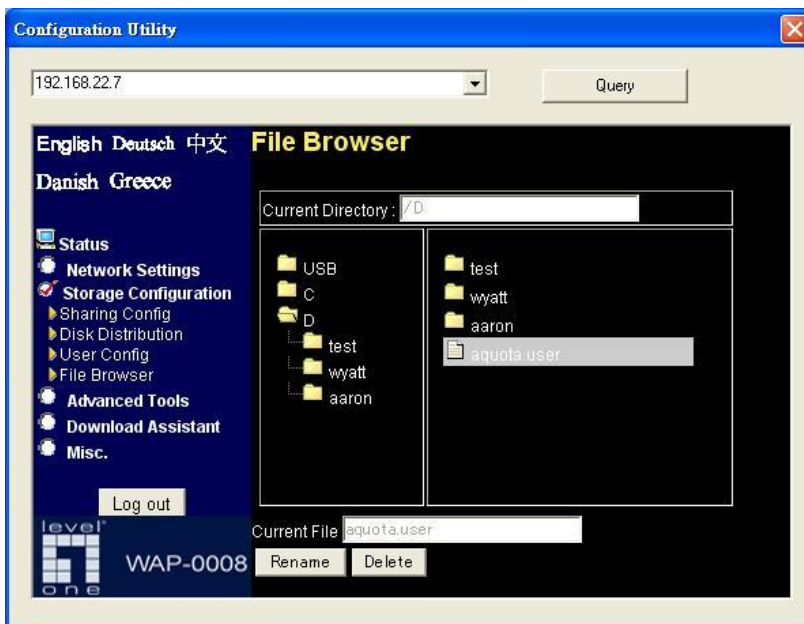 Configuration Utility
192.168.22.7
Query
English Deutsch 中文
Danish Greece
Status
Network Settings
Storage Configuration
Sharing Config
Disk Distribution
User Config
File Browser
Advanced Tools
Download Assistant
Misc.
Log out
level
one
WAP-0008
File Browser
Current Directory : /D
USB
C
D
test
wyatt
aaron
test
wyatt
aaron
aquota.user
Current File aquota.user
Rename
Delete